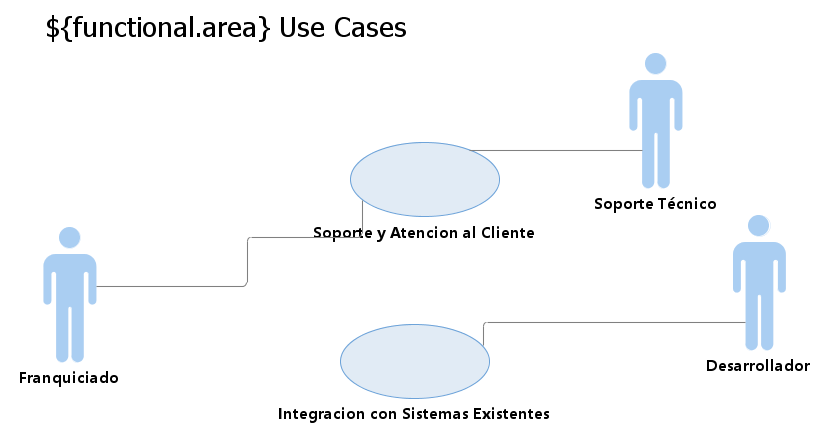 ${functional.area} Use Cases
Soporte Técnico
Soporte y Atencion al Cliente
Franquiciado
Desarrollador
Integracion con Sistemas Existentes